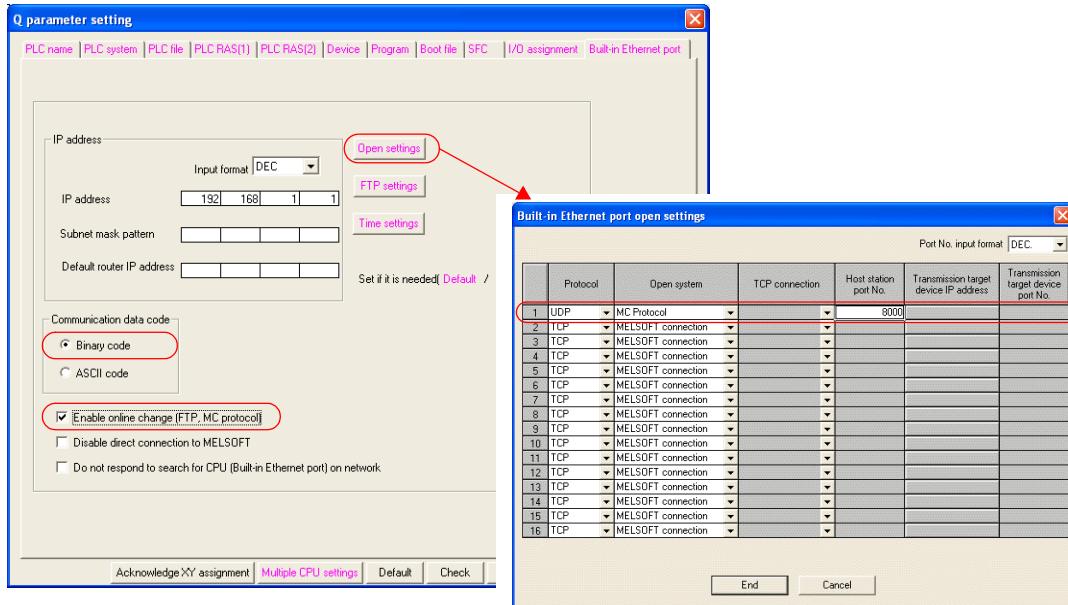 Q parameter setting
PLC name PLC system PLC file PLC RAS(1) PLC RAS(2) Device Program Boot file SFC I/O assignment Built-in Ethernet port
IP address
Input format DEC
IP address 192 168 1 1
Subnet mask pattern
Default router IP address
Open settings
FTP settings
Time settings
Set if it is needed( Default /
Communication data code
Binary code
ASCII code
Enable online change (FTP, MC protocol)
Disable direct connection to MELSOFT
Do not respond to search for CPU (Built-in Ethernet port) on network
Acknowledge XY assignment Multiple CPU settings Default Check
Built-in Ethernet port open settings
Port No. input format DEC.
Protocol Open system TCP connection Host station port No. Transmission target device IP address Transmission target device port No.
1 UDP MC Protocol 8000
2 TCP MELSOFT connection
3 TCP MELSOFT connection
4 TCP MELSOFT connection
5 TCP MELSOFT connection
6 TCP MELSOFT connection
7 TCP MELSOFT connection
8 TCP MELSOFT connection
9 TCP MELSOFT connection
10 TCP MELSOFT connection
11 TCP MELSOFT connection
12 TCP MELSOFT connection
13 TCP MELSOFT connection
14 TCP MELSOFT connection
15 TCP MELSOFT connection
16 TCP MELSOFT connection
End Cancel